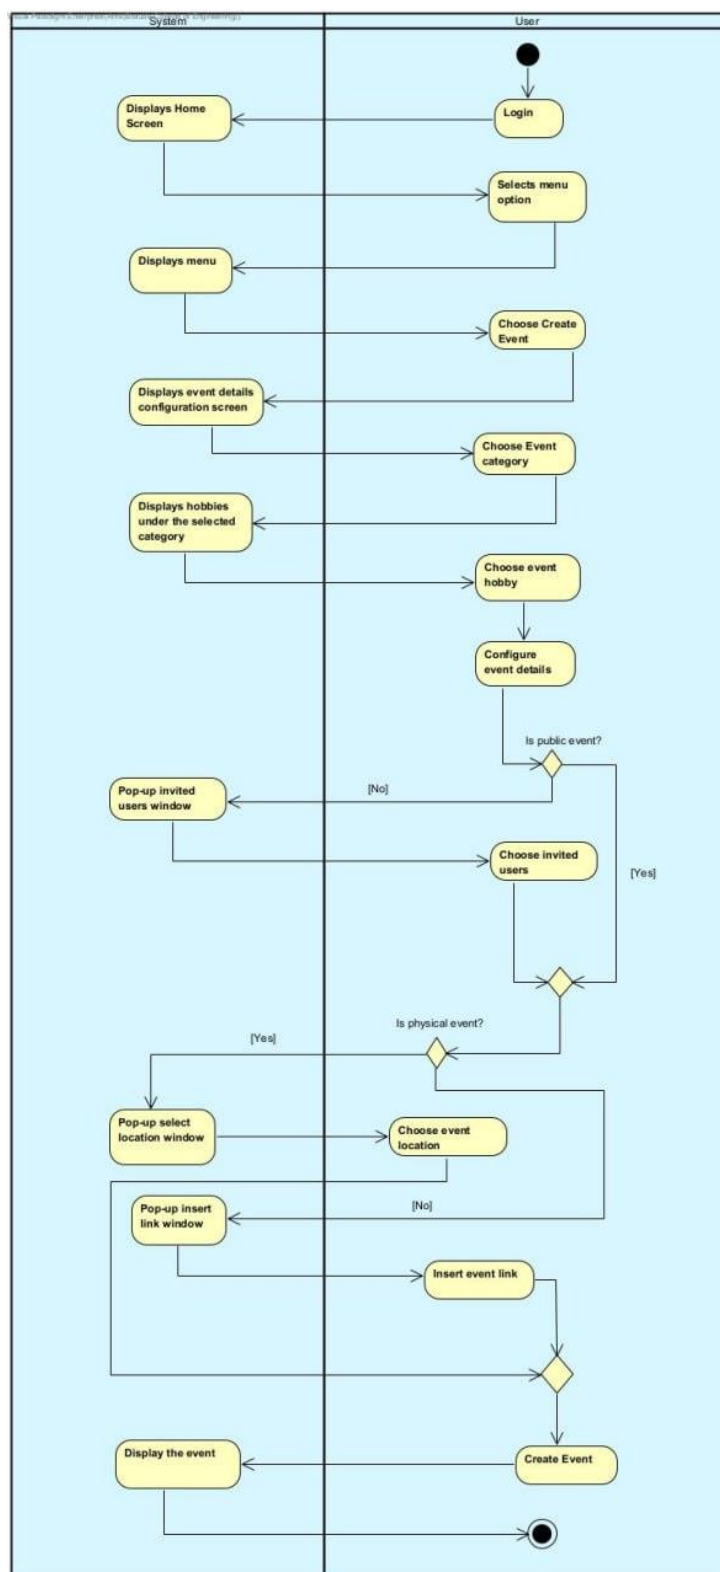 System
User
Login
Displays Home
Screen
Selects menu
option
Displays menu
Choose Create
Event
Displays event details
configuration screen
Choose Event
category
Displays hobbies
under the selected
category
Choose event
hobby
Configure
event details
Is public event?
[No]
Pop-up invited
users window
Choose invited
users
[Yes]
Is physical event?
[Yes]
Pop-up select
location window
Choose event
location
[No]
Pop-up insert
link window
Insert event link
Create Event
Display the event